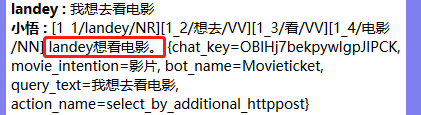 landey : 我想去看电影
小悟 : [1_1/landey/NR][1_2/想去/VV][1_3/看/VV][1_4/电影
/NN] landey想看电影。 {chat_key=OBIHj7bekpywlgpJIPCK,
movie_intention=影片, bot_name=Movieticket,
query_text=我想去看电影,
action_name=select_by_additional_httppost}